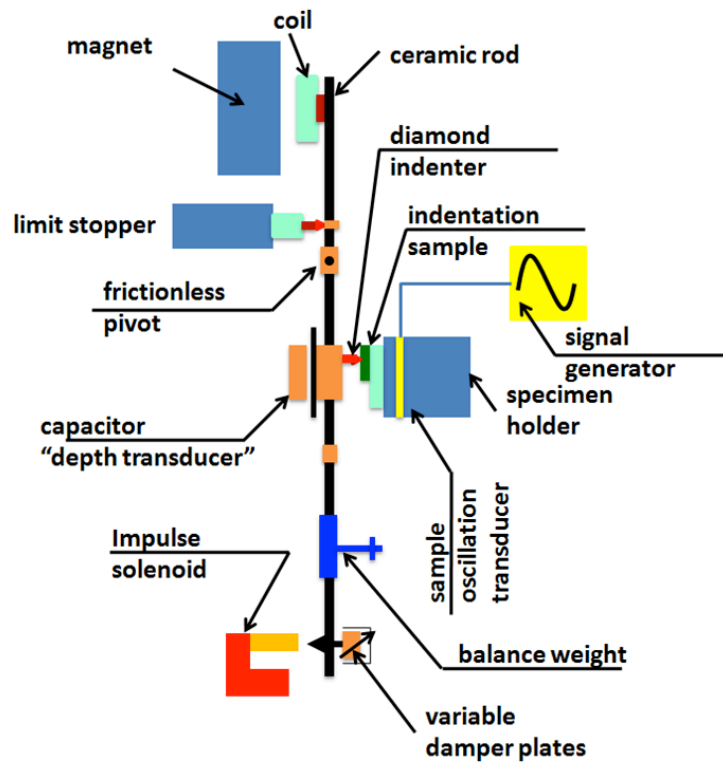 coil
magnet
ceramic rod
diamond
indenter
limit stopper
indentation
sample
frictionless
pivot
signal
generator
specimen
holder
capacitor
“depth transducer”
sample
oscillation
transducer
Impulse
solenoid
balance weight
variable
damper plates